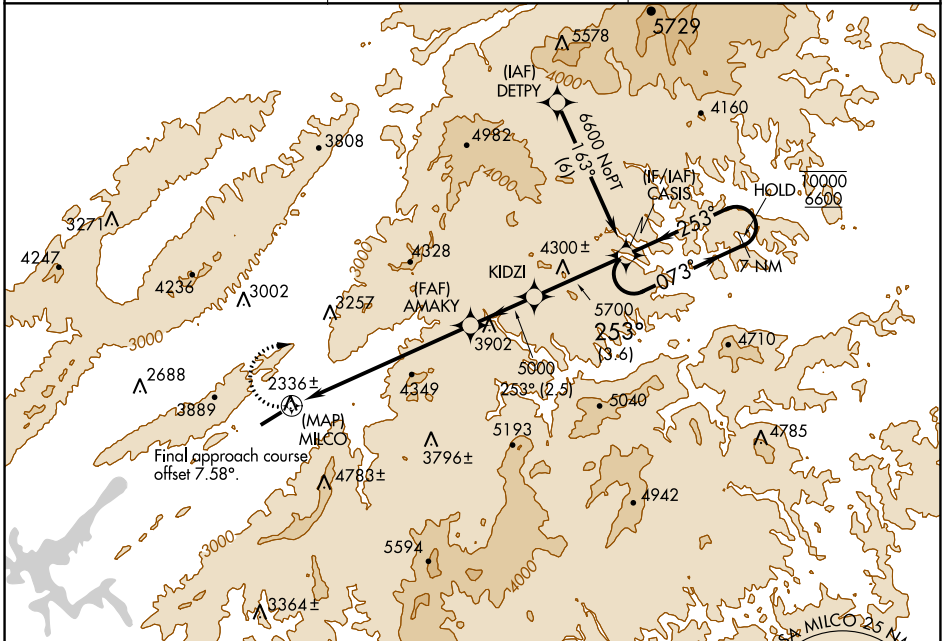 5578
5729
4000
(IAF)
DETPY
4160
3808
4982
6600 NoPT
163°
(6)
4000
(IF/IAF)
CASIS
HOLD
10000
6600
3271
253°
4247
4328
4300±
073°
7 NM
3000
KIDZI
4236
3002
(FAF)
AMAKY
3257
5700
253°
(3.6)
3902
4710
3000
5000
253° (2.5)
2688
2336±
4349
3889
(MAP)
MILCO
5040
Final approach course
offset 7.58°.
3796±
5193
4785
4783±
4942
3000
5594
4000
3364±
SA MILCO 25 N